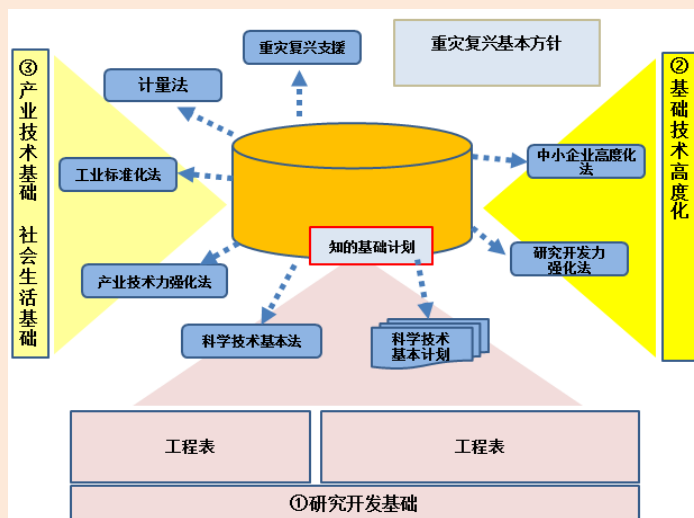 重灾复兴支援
重灾复兴基本方针
③产业技术基础 社会生活基础
②基础技术高度化
计量法
中小企业高度化
法
工业标准化法
知的基础计划
研究开发力
强化法
产业技术力强化法
科学技术基本法
科学技术
基本计划
工程表
工程表
①研究开发基础